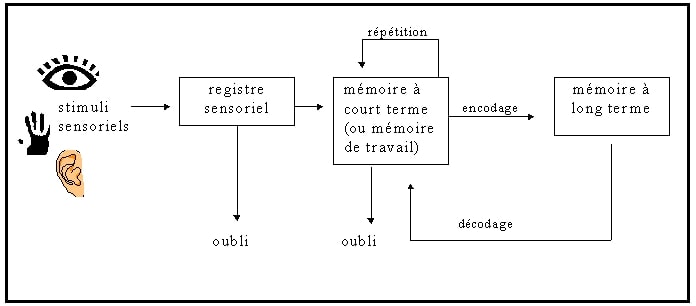 répétition
stimuli
sensoriels
registre
sensoriel
mémoire à
court terme
(ou mémoire
de travail)
encodage
mémoire à
long terme
décodage
oubli
oubli